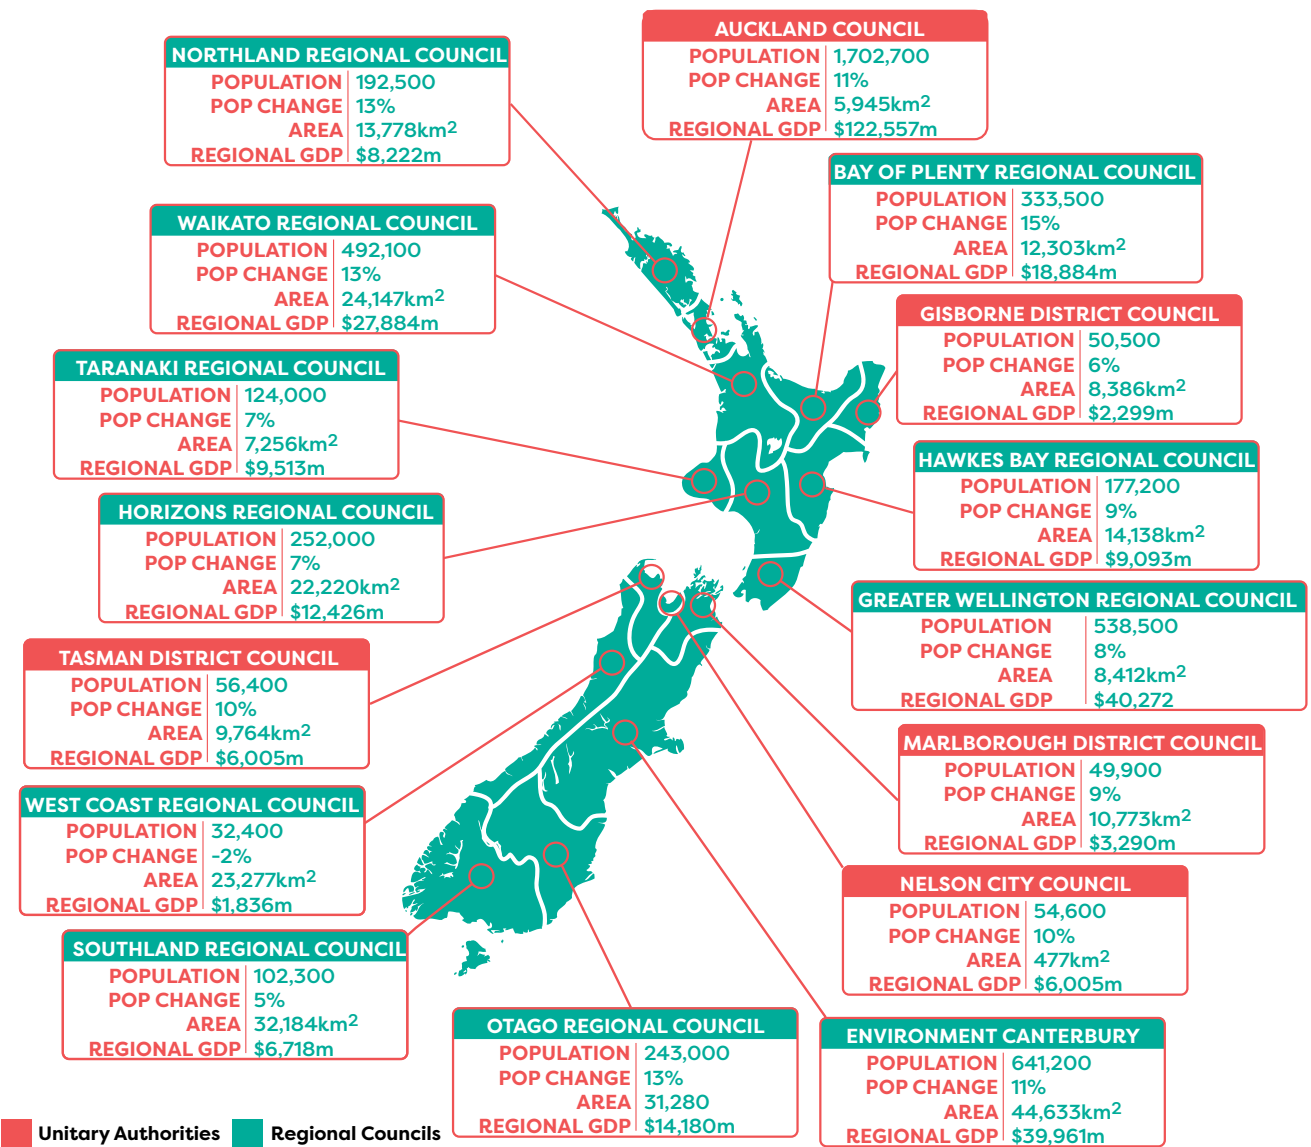 AUCKLAND COUNCIL
POPULATION 1,702,700
POP CHANGE 11%
AREA 5,945km²
REGIONAL GDP $122,557m
NORTHLAND REGIONAL COUNCIL
POPULATION 192,500
POP CHANGE 13%
AREA 13,778km²
REGIONAL GDP $8,222m
BAY OF PLENTY REGIONAL COUNCIL
POPULATION 333,500
POP CHANGE 15%
AREA 12,303km²
REGIONAL GDP $18,884m
WAIKATO REGIONAL COUNCIL
POPULATION 492,100
POP CHANGE 13%
AREA 24,147km²
REGIONAL GDP $27,884m
GISBORNE DISTRICT COUNCIL
POPULATION 50,500
POP CHANGE 6%
AREA 8,386km²
REGIONAL GDP $2,299m
TARANAKI REGIONAL COUNCIL
POPULATION 124,000
POP CHANGE 7%
AREA 7,256km²
REGIONAL GDP $9,513m
HAWKES BAY REGIONAL COUNCIL
POPULATION 177,200
POP CHANGE 9%
AREA 14,138km²
REGIONAL GDP $9,093m
HORIZONS REGIONAL COUNCIL
POPULATION 252,000
POP CHANGE 7%
AREA 22,220km²
REGIONAL GDP $12,426m
GREATER WELLINGTON REGIONAL COUNCIL
POPULATION 538,500
POP CHANGE 8%
AREA 8,412km²
REGIONAL GDP $40,272
TASMAN DISTRICT COUNCIL
POPULATION 56,400
POP CHANGE 10%
AREA 9,764km²
REGIONAL GDP $6,005m
MARLBOROUGH DISTRICT COUNCIL
POPULATION 49,900
POP CHANGE 9%
AREA 10,773km²
REGIONAL GDP $3,290m
WEST COAST REGIONAL COUNCIL
POPULATION 32,400
POP CHANGE -2%
AREA 23,277km²
REGIONAL GDP $1,836m
NELSON CITY COUNCIL
POPULATION 54,600
POP CHANGE 10%
AREA 477km²
REGIONAL GDP $6,005m
SOUTHLAND REGIONAL COUNCIL
POPULATION 102,300
POP CHANGE 5%
AREA 32,184km²
REGIONAL GDP $6,718m
OTAGO REGIONAL COUNCIL
POPULATION 243,000
POP CHANGE 13%
AREA 31,280
REGIONAL GDP $14,180m
ENVIRONMENT CANTERBURY
POPULATION 641,200
POP CHANGE 11%
AREA 44,633km²
REGIONAL GDP $39,961m
Unitary Authorities Regional Councils